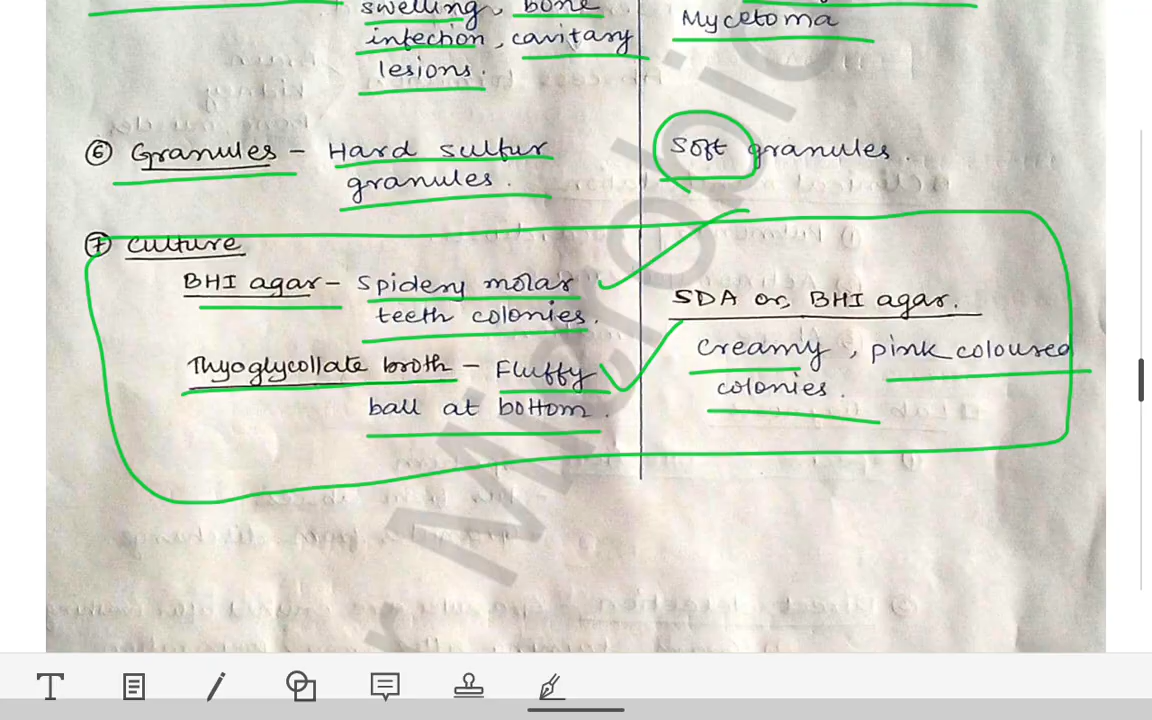 swelling, bone
infection, cavitary
lesions.
Mycetoma
⑥ Granules - Hard sulfur
granules.
Soft granules.
⑦ Culture
BHI agar - Spidery molar
teeth colonies.
Thyoglycollate broth - Fluffy
ball at bottom.
SDA or, BHI agar.
creamy, pink coloured
colonies.
r Microbio
T